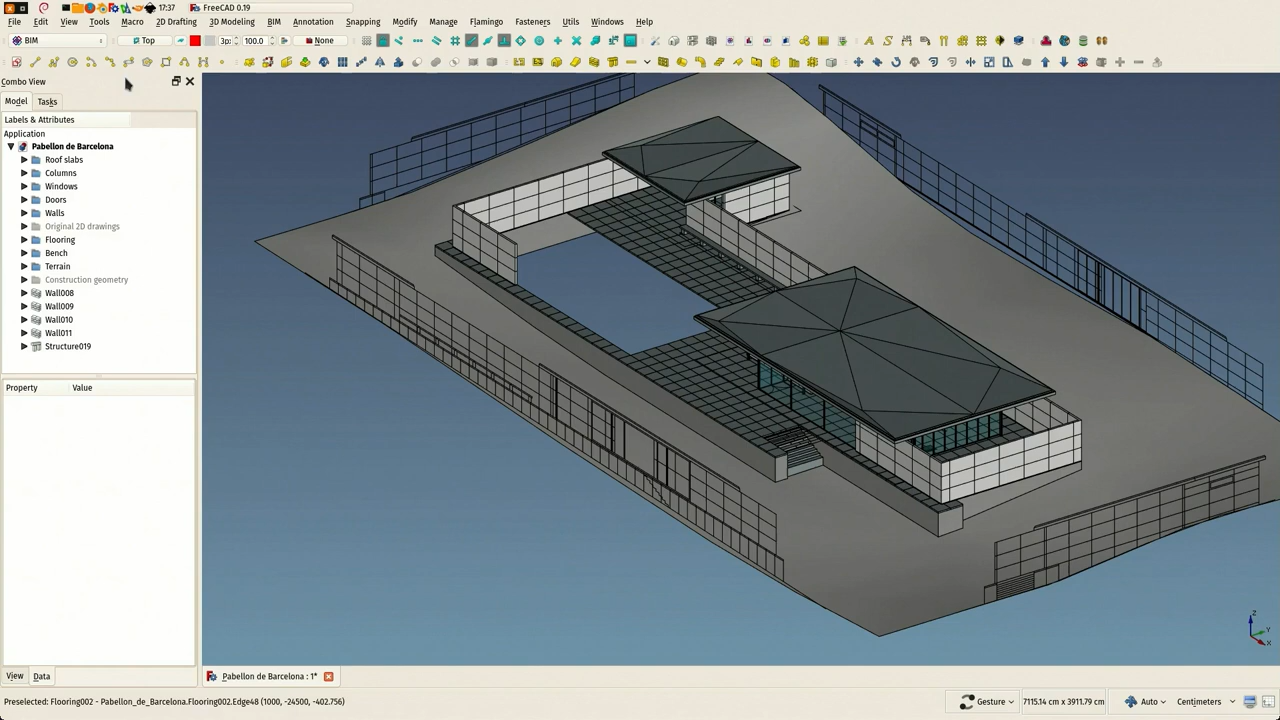 17:37 FreeCAD 0.19
File Edit View Tools Macro 2D Drafting 3D Modeling BIM Annotation Snapping Modify Manage Flamingo Fasteners Utils Windows Help
BIM Top 3p: 100.0 None
Combo View
Model Tasks
Labels & Attributes
Application
Pabellon de Barcelona
Roof slabs
Columns
Windows
Doors
Walls
Original 2D drawings
Flooring
Bench
Terrain
Construction geometry
Wall008
Wall009
Wall010
Wall011
Structure019
Property Value
Z
Y
X
View Data Pabellon de Barcelona : 1*
Preselected: Flooring002 - Pabellon_de_Barcelona.Flooring002.Edge48 (1000, -24500, -402.756) Gesture 7115.14 cm x 3911.79 cm Auto Centimeters